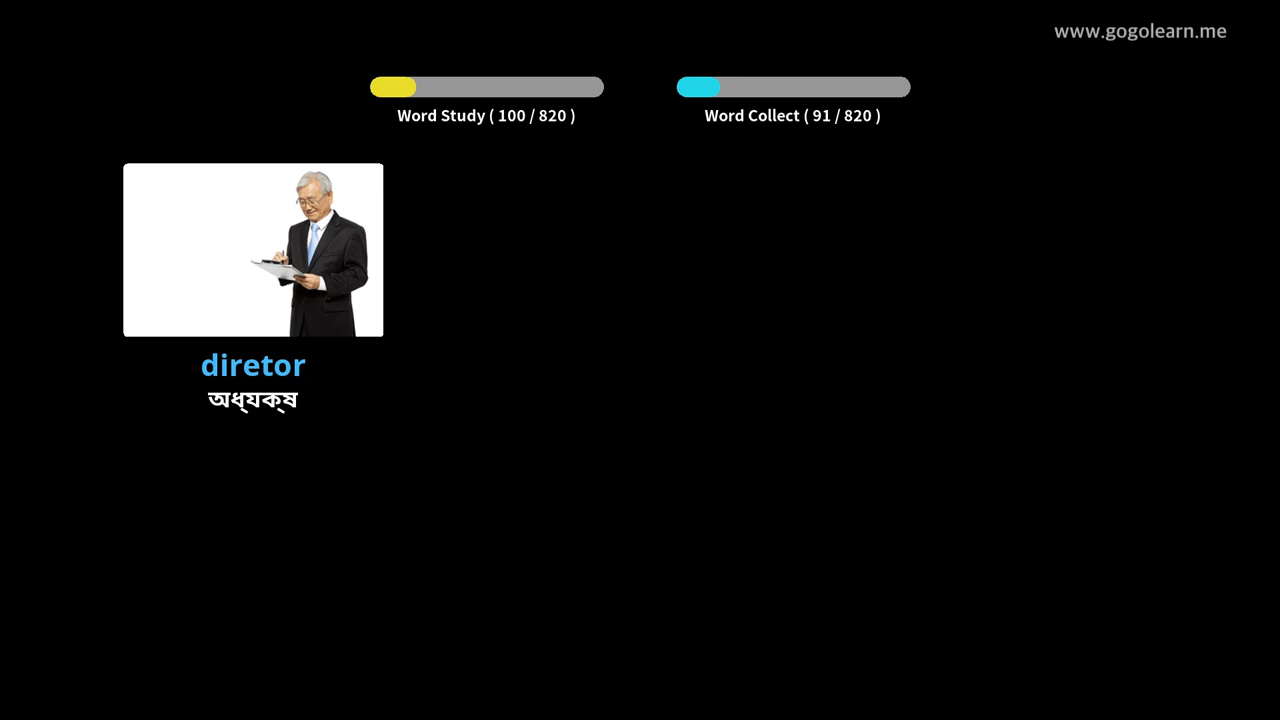 www.gogolearn.me
Word Study ( 100 / 820 )
Word Collect ( 91 / 820 )
diretor
অধ্যক্ষ